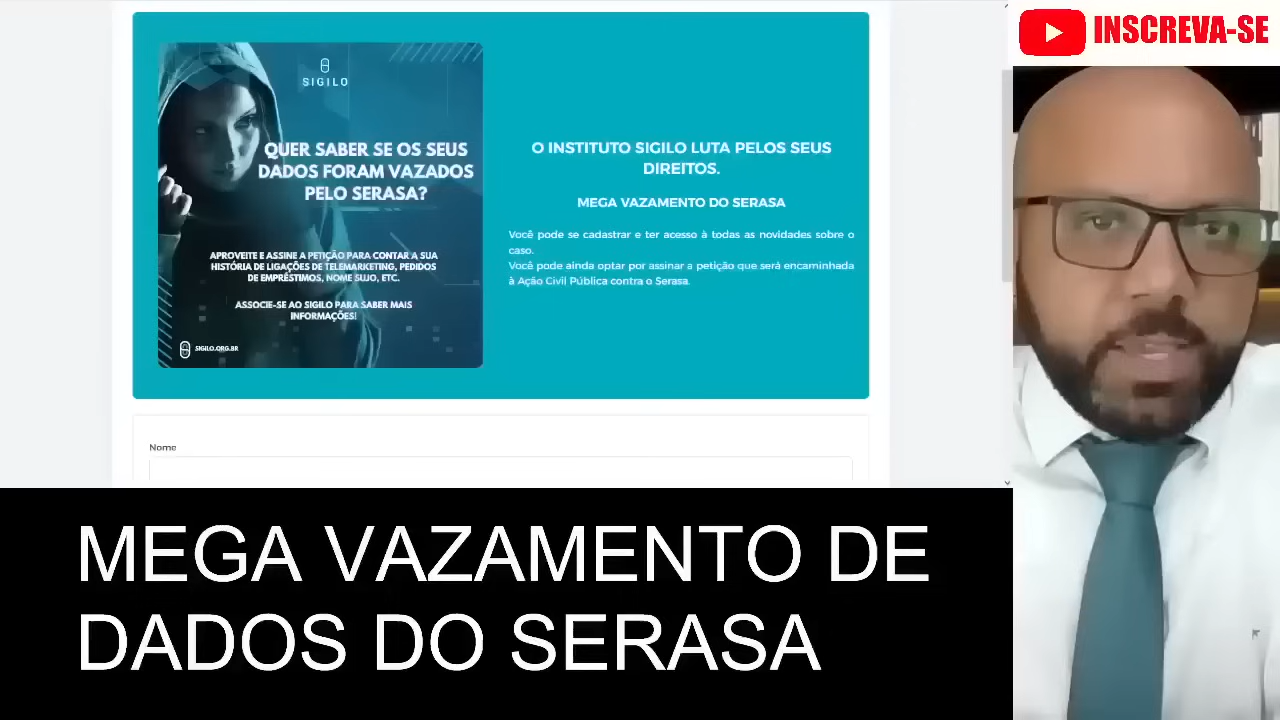 INSCREVA-SE
SIGILO
QUER SABER SE OS SEUS
DADOS FORAM VAZADOS
PELO SERASA?
APROVEITE E ASSINE A PETIÇÃO PARA CONTAR A SUA
HISTÓRIA DE LIGAÇÕES DE TELEMARKETING, PEDIDOS
DE EMPRÉSTIMOS, NOME SUJO, ETC.
ASSOCIE-SE AO SIGILO PARA SABER MAIS
INFORMAÇÕES!
SIGILO.ORG.BR
O INSTITUTO SIGILO LUTA PELOS SEUS
DIREITOS.
MEGA VAZAMENTO DO SERASA
Você pode se cadastrar e ter acesso à todas as novidades sobre o
caso.
Você pode ainda optar por assinar a petição que será encaminhada
à Ação Civil Pública contra o Serasa.
Nome
MEGA VAZAMENTO DE
DADOS DO SERASA